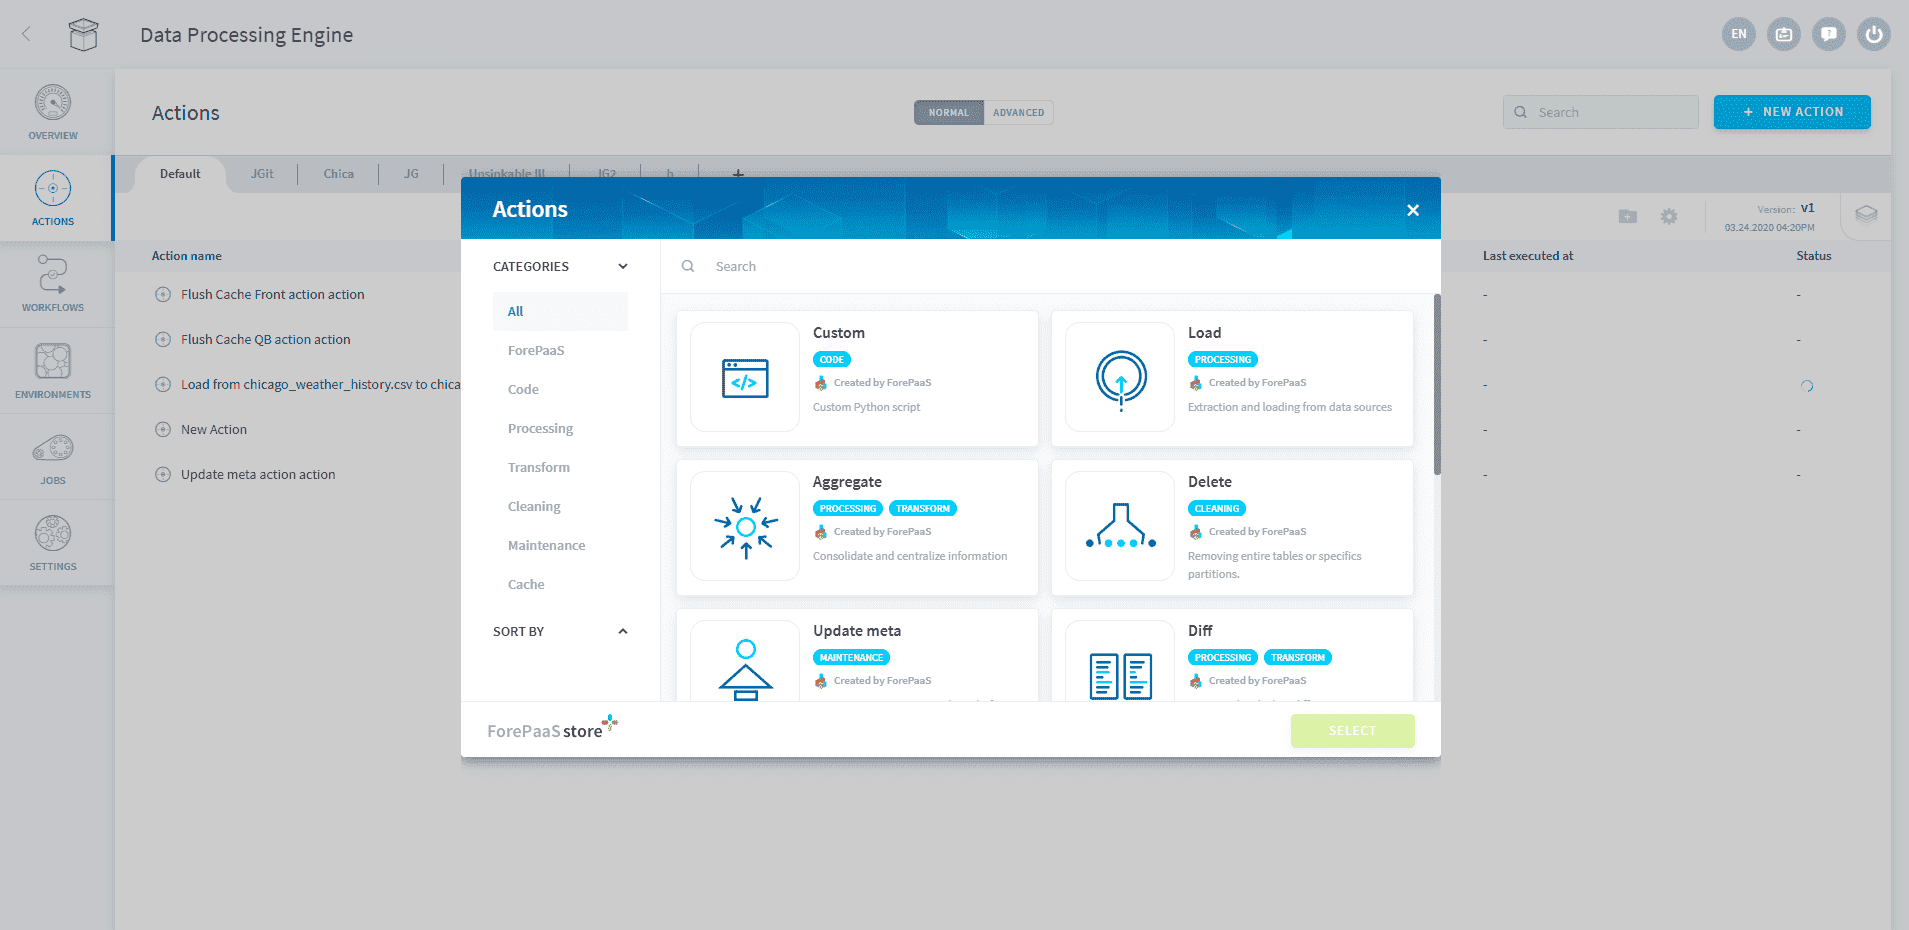 Data Processing Engine
EN
OVERVIEW
ACTIONS
WORKFLOWS
ENVIRONMENTS
JOBS
SETTINGS
Actions
NORMAL ADVANCED
Search
+ NEW ACTION
Default JGit Chica JG Unsinkable III JG2 h +
Version: v1
03.24.2020 04:20PM
Action name Last executed at Status
Flush Cache Front action action - -
Flush Cache QB action action - -
Load from chicago_weather_history.csv to chica -
New Action - -
Update meta action action - -
Actions
CATEGORIES
All
ForePaaS
Code
Processing
Transform
Cleaning
Maintenance
Cache
SORT BY
Search
Custom
CODE
Created by ForePaaS
Custom Python script
</>
Load
PROCESSING
Created by ForePaaS
Extraction and loading from data sources
Aggregate
PROCESSING TRANSFORM
Created by ForePaaS
Consolidate and centralize information
Delete
CLEANING
Created by ForePaaS
Removing entire tables or specifics
partitions.
Update meta
MAINTENANCE
Created by ForePaaS
Diff
PROCESSING TRANSFORM
Created by ForePaaS
ForePaaS store
SELECT